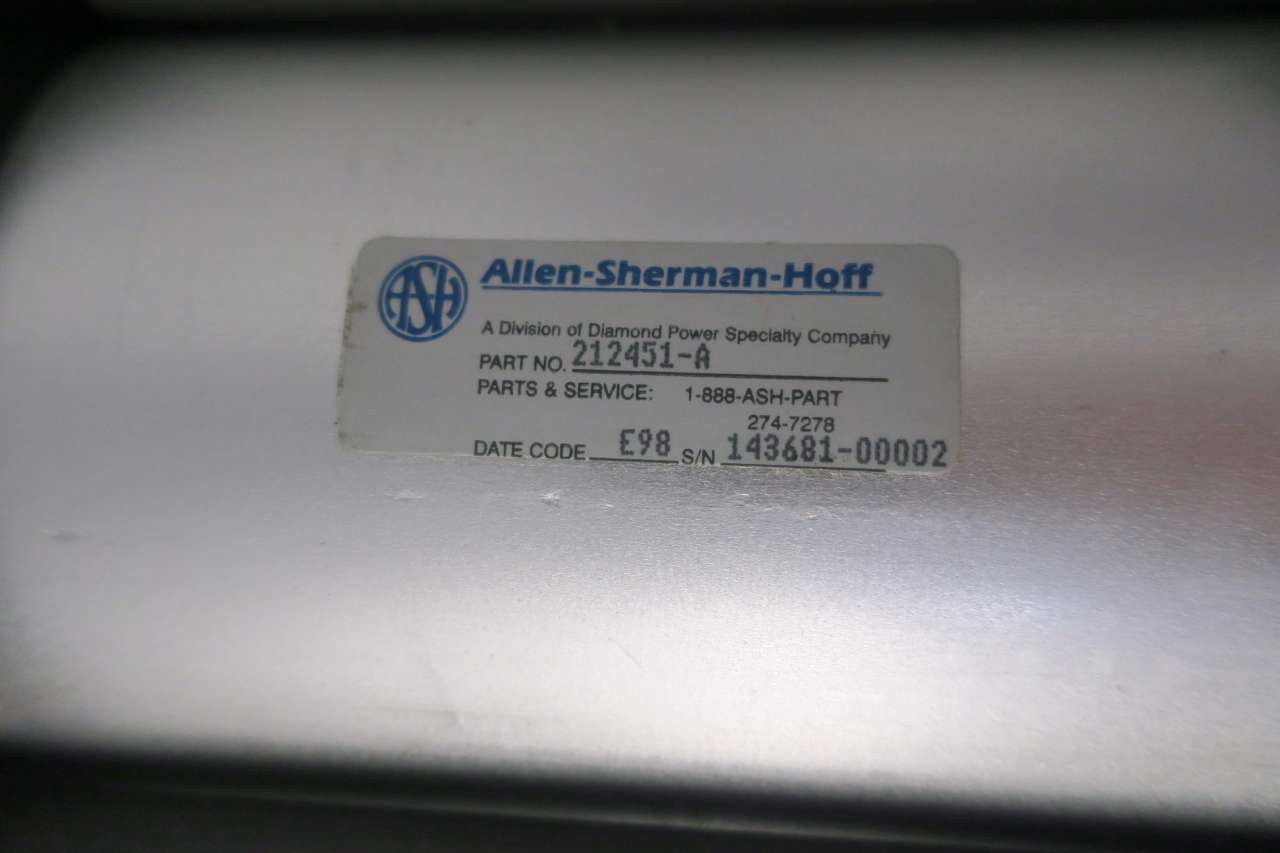 ASH
Allen-Sherman-Hoff
A Division of Diamond Power Specialty Company
PART NO. 212451-A
PARTS & SERVICE: 1-888-ASH-PART
274-7278
DATE CODE E98 S/N 143681-00002